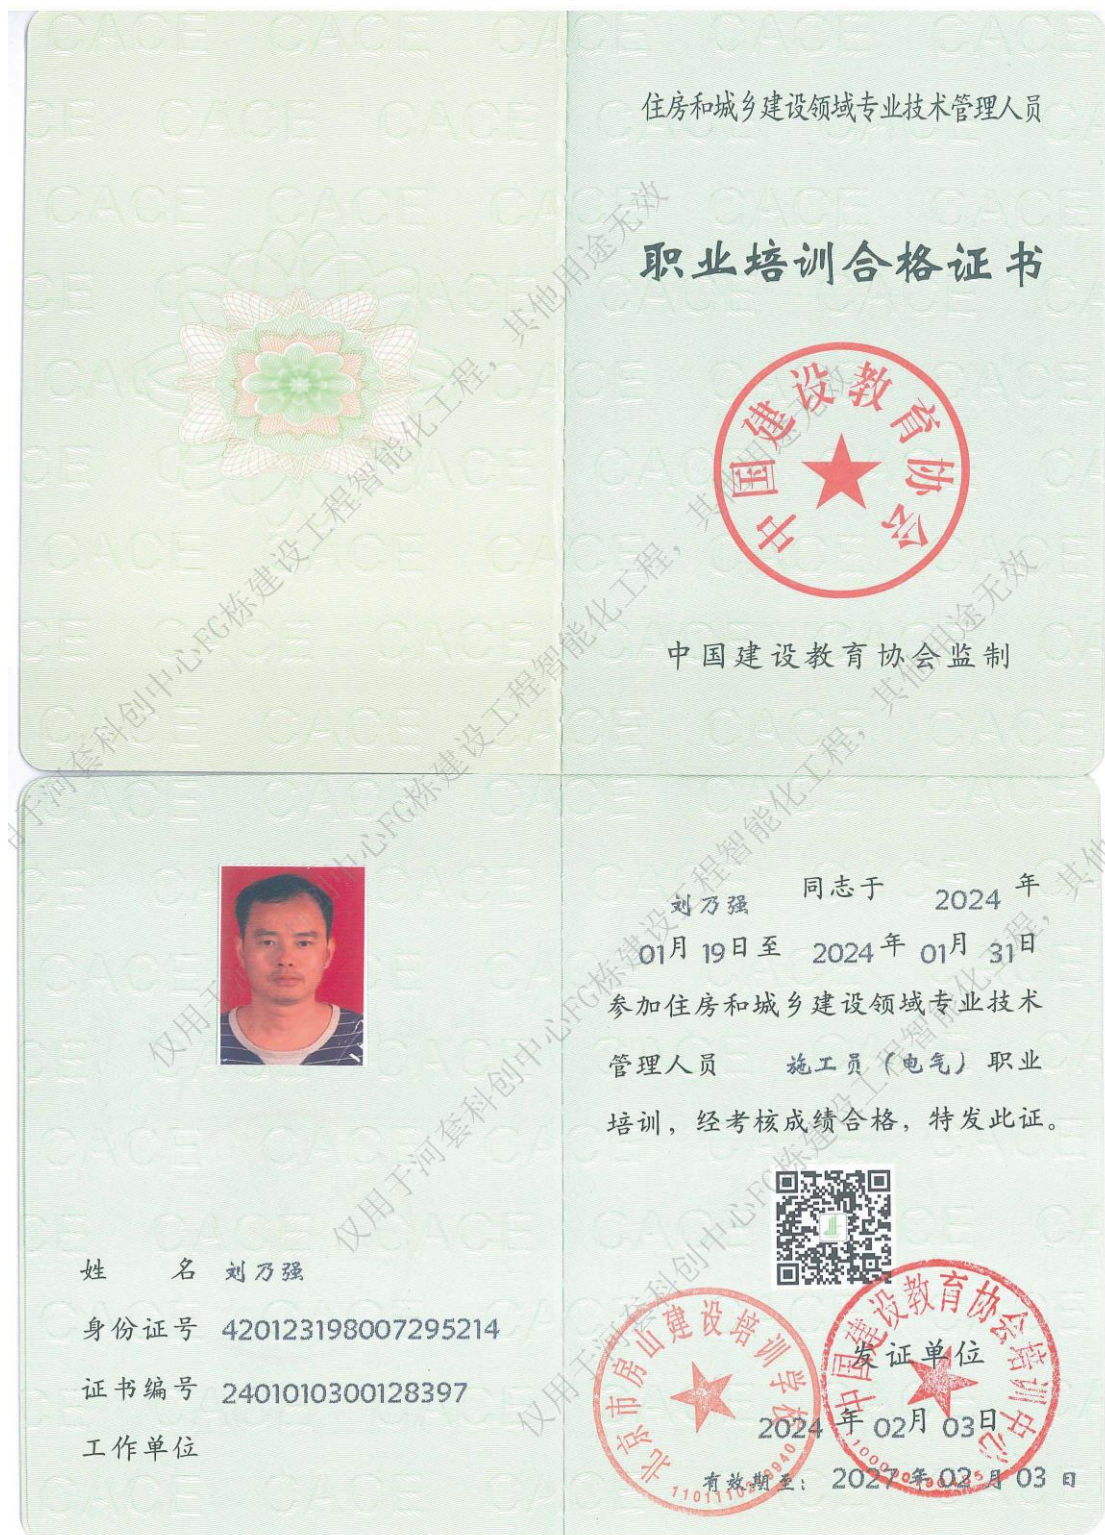 住房和城乡建设领域专业技术管理人员
职业培训合格证书
中国建设教育协会
中国建设教育协会监制
刘乃强 同志于 2024 年
01月 19日至 2024年 01月 31日
参加住房和城乡建设领域专业技术
管理人员 施工员（电气）职业
培训，经考核成绩合格，特发此证。
姓 名 刘乃强
身份证号 420123198007295214
证书编号 2401010300128397
工作单位
北京市房山建设培训学校
中国建设教育协会培训中心
发证单位
2024 年 02月 03日
有效期至： 2027 年 02 月 03 日
仅用于河套科创中心FG栋建设工程智能化工程，其他用途无效
CACE